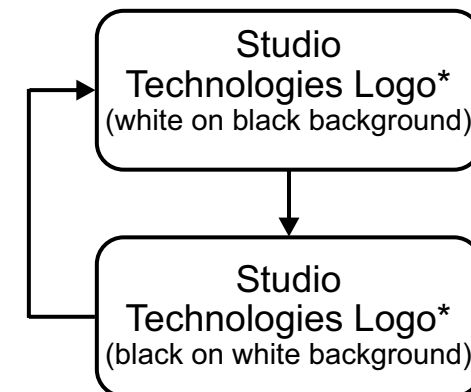 Studio
Technologies Logo*
(white on black background)
Studio
Technologies Logo*
(black on white background)